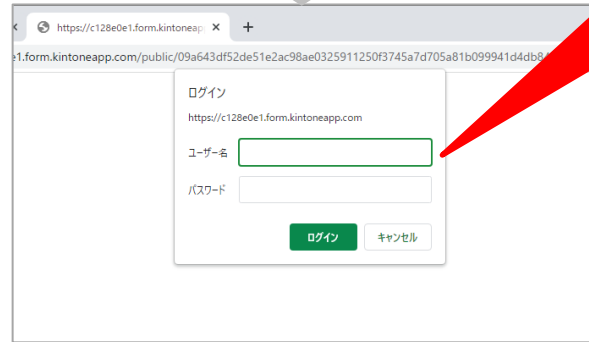 https://c128e0e1.form.kintoneap
e1.form.kintoneapp.com/public/09a643df52de51e2ac98ae0325911250f3745a7d705a81b099941d4db8
ログイン
https://c128e0e1.form.kintoneapp.com
ユーザー名
パスワード
ログイン キャンセル